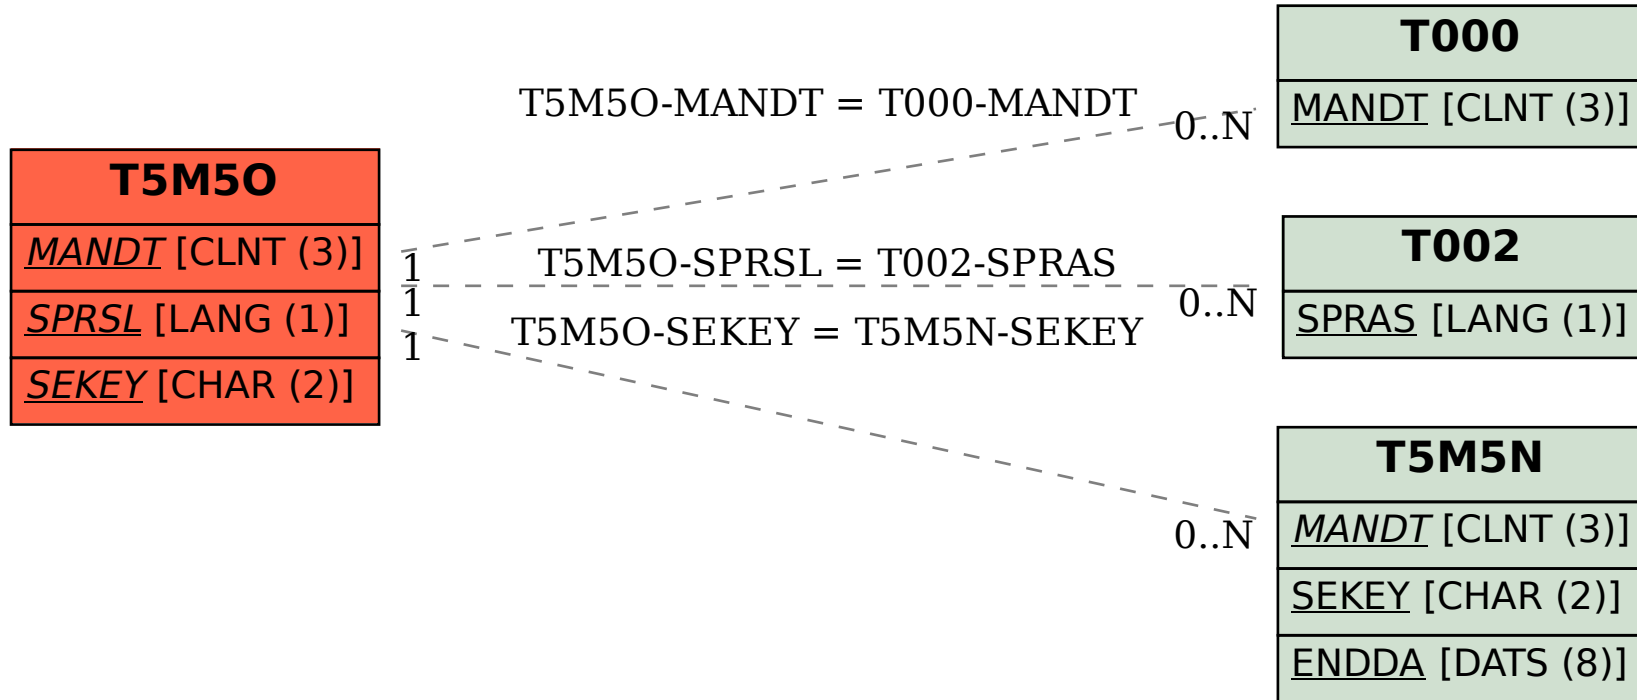 T5M5O
MANDT [CLNT (3)]
SPRSL [LANG (1)]
SEKEY [CHAR (2)]
T5M5O-MANDT = T000-MANDT
0..N
1
T5M5O-SPRSL = T002-SPRAS
1
0..N
T5M5O-SEKEY = T5M5N-SEKEY
1
0..N
T000
MANDT [CLNT (3)]
T002
SPRAS [LANG (1)]
T5M5N
MANDT [CLNT (3)]
SEKEY [CHAR (2)]
ENDDA [DATS (8)]